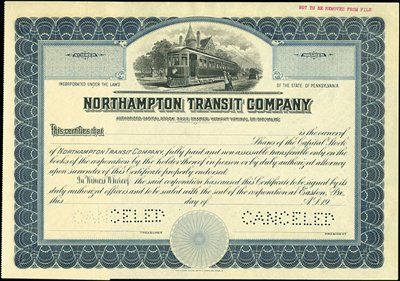 NOT TO BE REMOVED FROM FILE
INCORPORATED UNDER THE LAWS OF THE STATE OF PENNSYLVANIA
NORTHAMPTON TRANSIT COMPANY
This certifies that is the owner of
Shares of the Capital Stock
of NORTHAMPTON TRANSIT COMPANY, fully paid and non assessable transferable only on the
books of the corporation by the holder thereof in person or by duly authorized attorney
upon surrender of this Certificate properly endorsed.
In Witness Whereof, the said corporation has caused this Certificate to be signed by its
duly authorized officers and to be sealed with the seal of the corporation at Easton, Pa.
this day of A.D. 19
CELED CANCELED
PRESIDENT